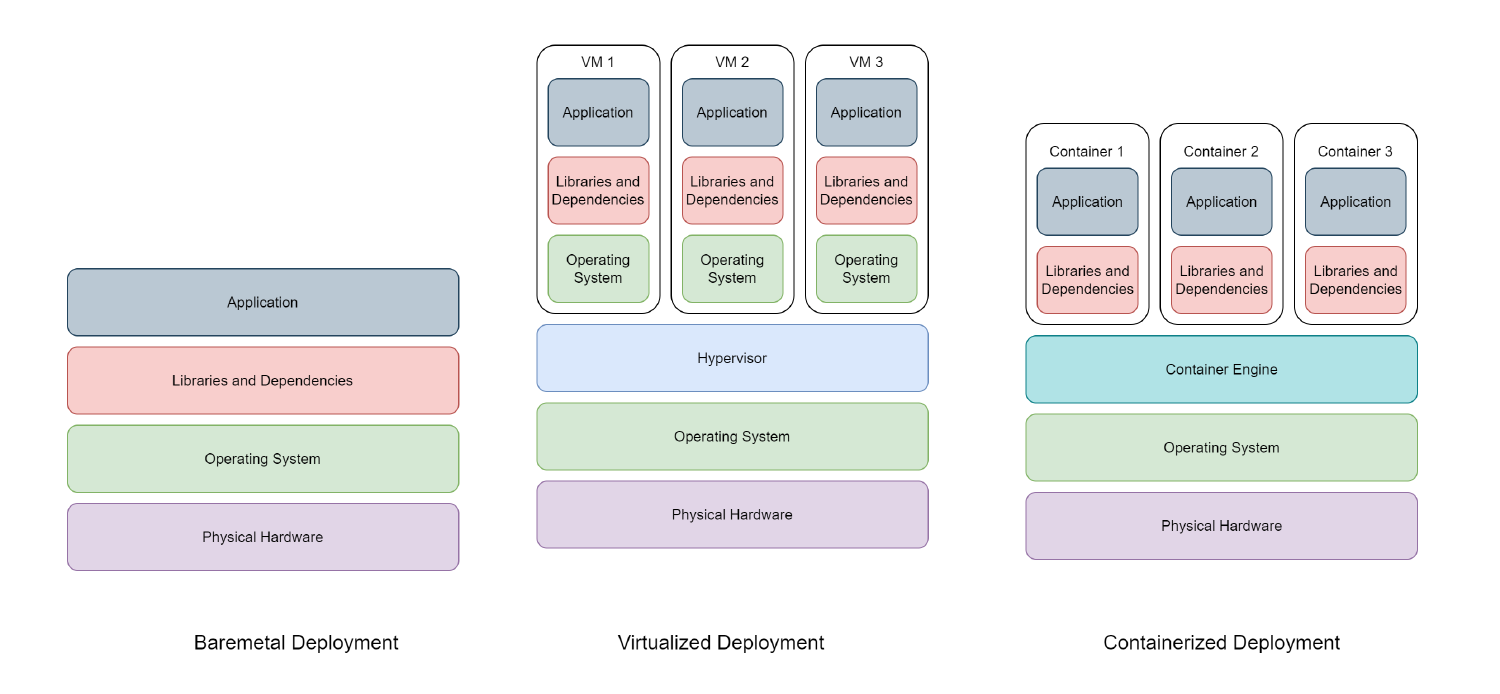 Application
Libraries and Dependencies
Operating System
Physical Hardware
Baremetal Deployment
VM 1
Application
Libraries and
Dependencies
Operating
System
VM 2
Application
Libraries and
Dependencies
Operating
System
VM 3
Application
Libraries and
Dependencies
Operating
System
Hypervisor
Operating System
Physical Hardware
Virtualized Deployment
Container 1
Application
Libraries and
Dependencies
Container 2
Application
Libraries and
Dependencies
Container 3
Application
Libraries and
Dependencies
Container Engine
Operating System
Physical Hardware
Containerized Deployment